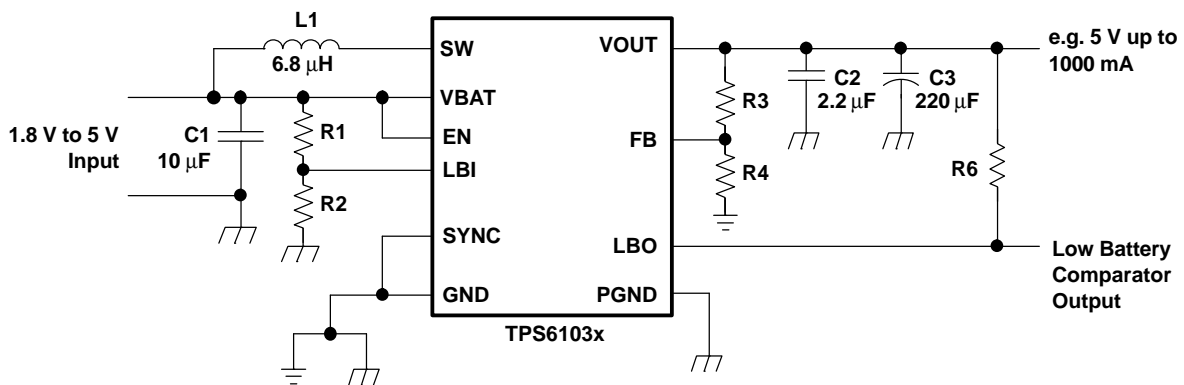 L1
6.8 μH
SW
VOUT
e.g. 5 V up to
1000 mA
VBAT
R3
C2
2.2 μF
C3
220 μF
1.8 V to 5 V
Input
C1
10 μF
R1
EN
FB
LBI
R4
R6
R2
SYNC
LBO
Low Battery
Comparator
Output
GND
PGND
TPS6103x